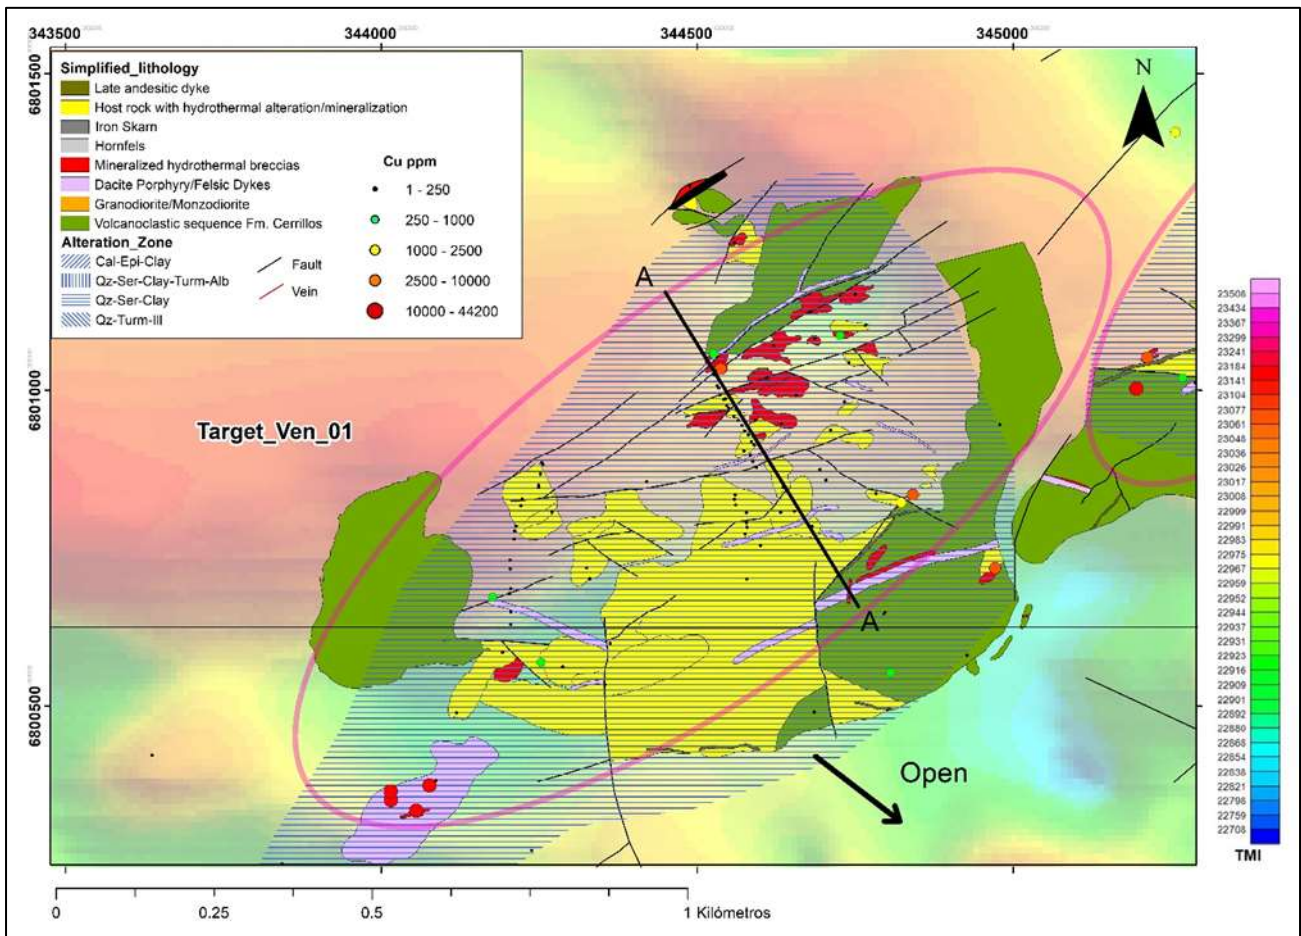 343500 344000 344500 345000
6801500
6801000
6800500
Simplified_lithology
Late andesitic dyke
Host rock with hydrothermal alteration/mineralization
Iron Skarn
Hornfels
Mineralized hydrothermal breccias
Dacite Porphyry/Felsic Dykes
Granodiorite/Monzodiorite
Volcanoclastic sequence Fm. Cerrillos
Alteration_Zone
Cal-Epi-Clay
Qz-Ser-Clay-Turm-Alb
Qz-Ser-Clay
Qz-Turm-Ill
Fault
Vein
Cu ppm
1 - 250
250 - 1000
1000 - 2500
2500 - 10000
10000 - 44200
N
A
Target_Ven_01
A´
Open
23506
23434
23367
23299
23241
23184
23141
23104
23077
23061
23046
23036
23026
23017
23008
22999
22991
22983
22975
22967
22959
22952
22944
22937
22931
22923
22916
22909
22901
22892
22880
22868
22854
22838
22821
22796
22759
22708
TMI
0 0.25 0.5 1 Kilómetros